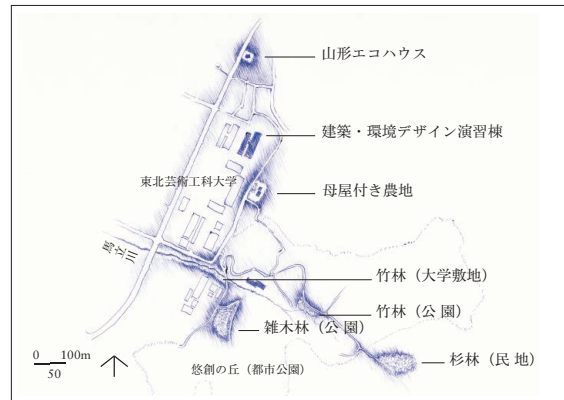 山形エコハウス
建築・環境デザイン演習棟
東北芸術工科大学
母屋付き農地
馬立川
竹林（大学敷地）
竹林（公 園）
雑木林（公 園）
杉林（民 地）
悠創の丘（都市公園）
0 100m
50